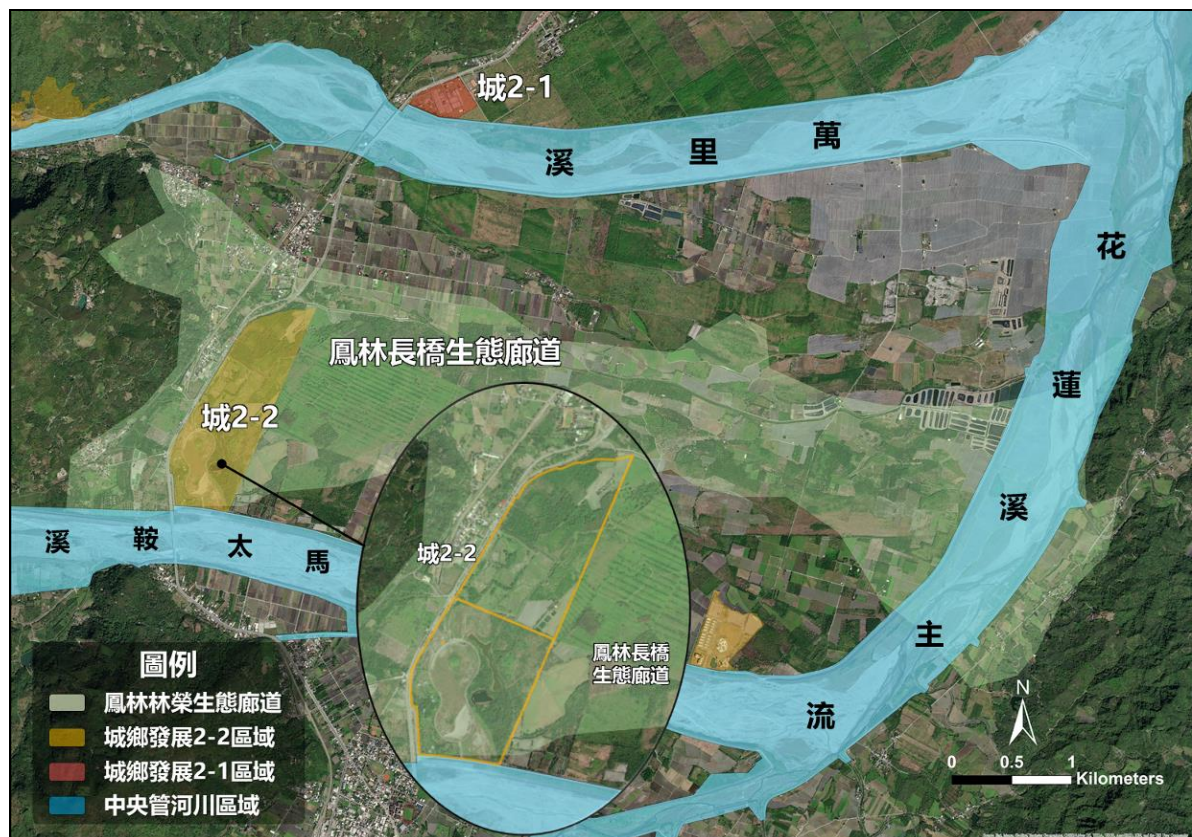 城2-1
溪里萬
花蓮溪主流
鳳林長橋生態廊道
城2-2
溪鞍太馬
城2-2
鳳林長橋
生態廊道
圖例
鳳林林榮生態廊道
城鄉發展2-2區域
城鄉發展2-1區域
中央管河川區域
N
0 0.5 1
Kilometers